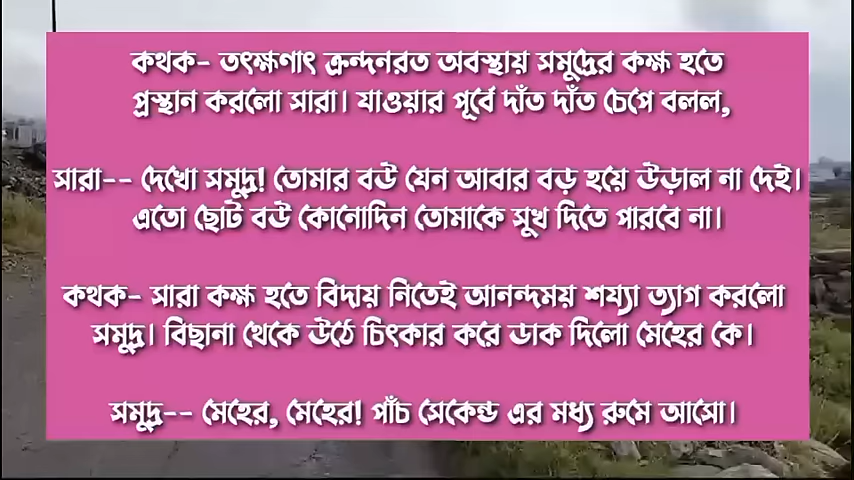 কথক- তৎক্ষণাৎ ক্রন্দনরত অবস্থায় সমুদ্রের কক্ষ হতে
প্রস্থান করলো সারা। যাওয়ার পূর্বে দাঁত দাঁত চেপে বলল,
সারা-- দেখো সমুদ্র! তোমার বউ যেন আবার বড় হয়ে উড়াল না দেই।
এতো ছোট বউ কোনোদিন তোমাকে সুখ দিতে পারবে না।
কথক- সারা কক্ষ হতে বিদায় নিতেই আনন্দময় শয্যা ত্যাগ করলো
সমুদ্র। বিছানা থেকে উঠে চিৎকার করে ডাক দিলো মেহের কে।
সমুদ্র-- মেহের, মেহের! পাঁচ সেকেন্ড এর মধ্য রুমে আসো।